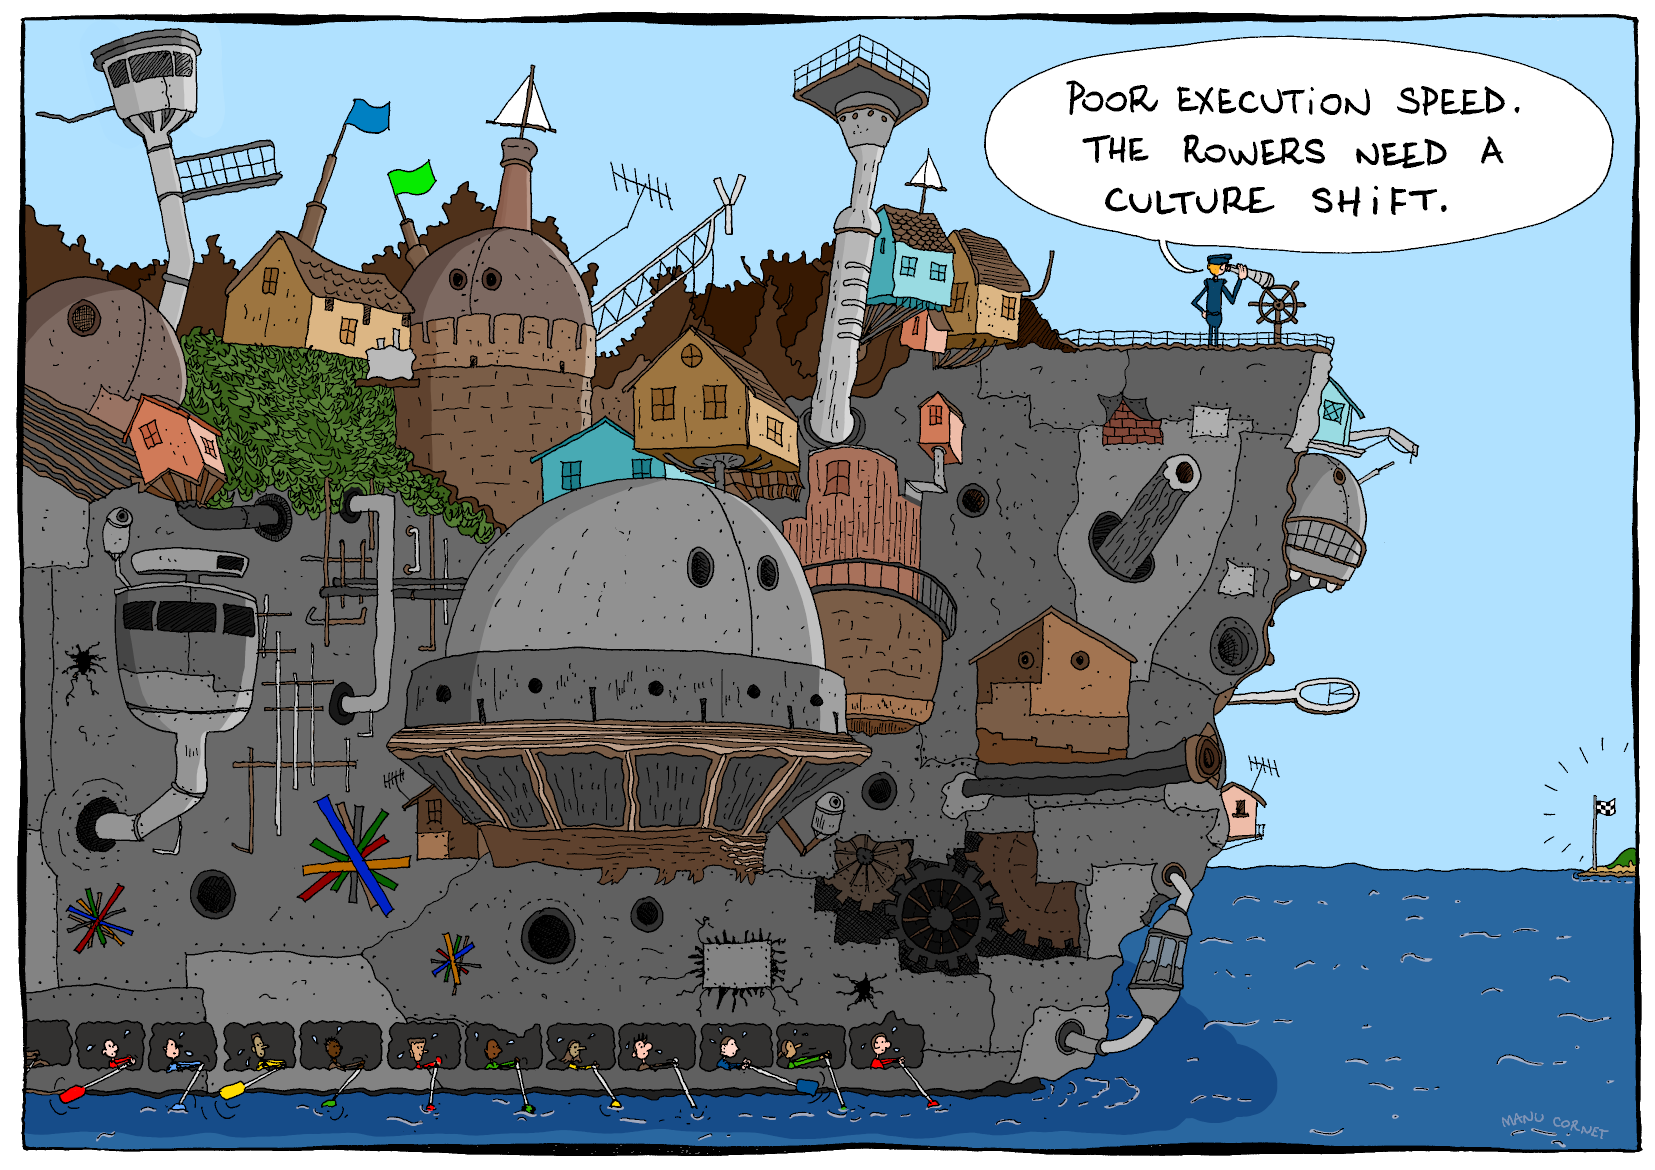 POOR EXECUTION SPEED.
THE ROWERS NEED A
CULTURE SHIFT.
MANU CORNET